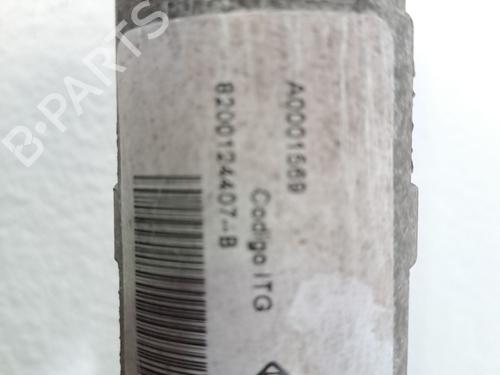 A0001569
Codigo ITG
8200124407-B
B-PARTS